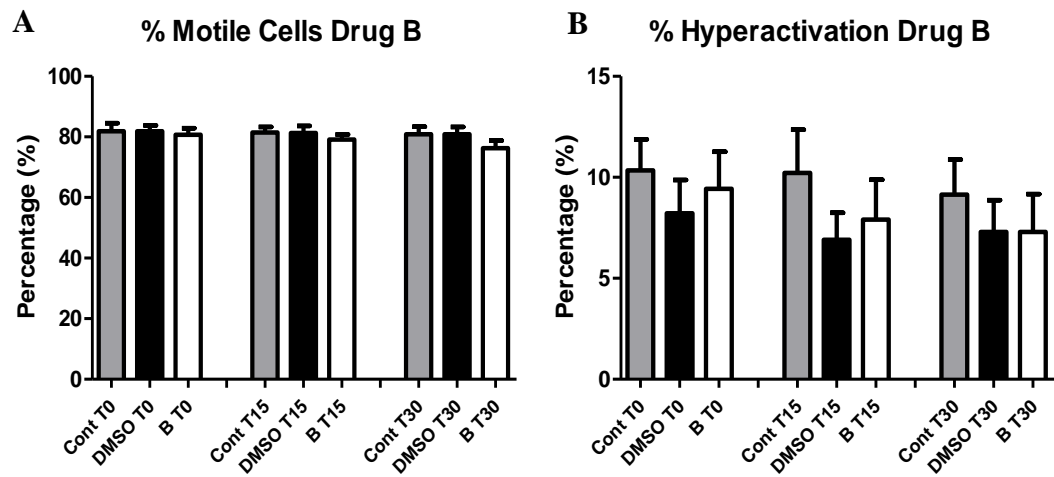 A
% Motile Cells Drug B
Percentage (%)
100
80
60
40
20
0
Cont T0
DMSO T0
B T0
Cont T15
DMSO T15
B T15
Cont T30
DMSO T30
B T30
B
% Hyperactivation Drug B
Percentage (%)
15
10
5
0
Cont T0
DMSO T0
B T0
Cont T15
DMSO T15
B T15
Cont T30
DMSO T30
B T30